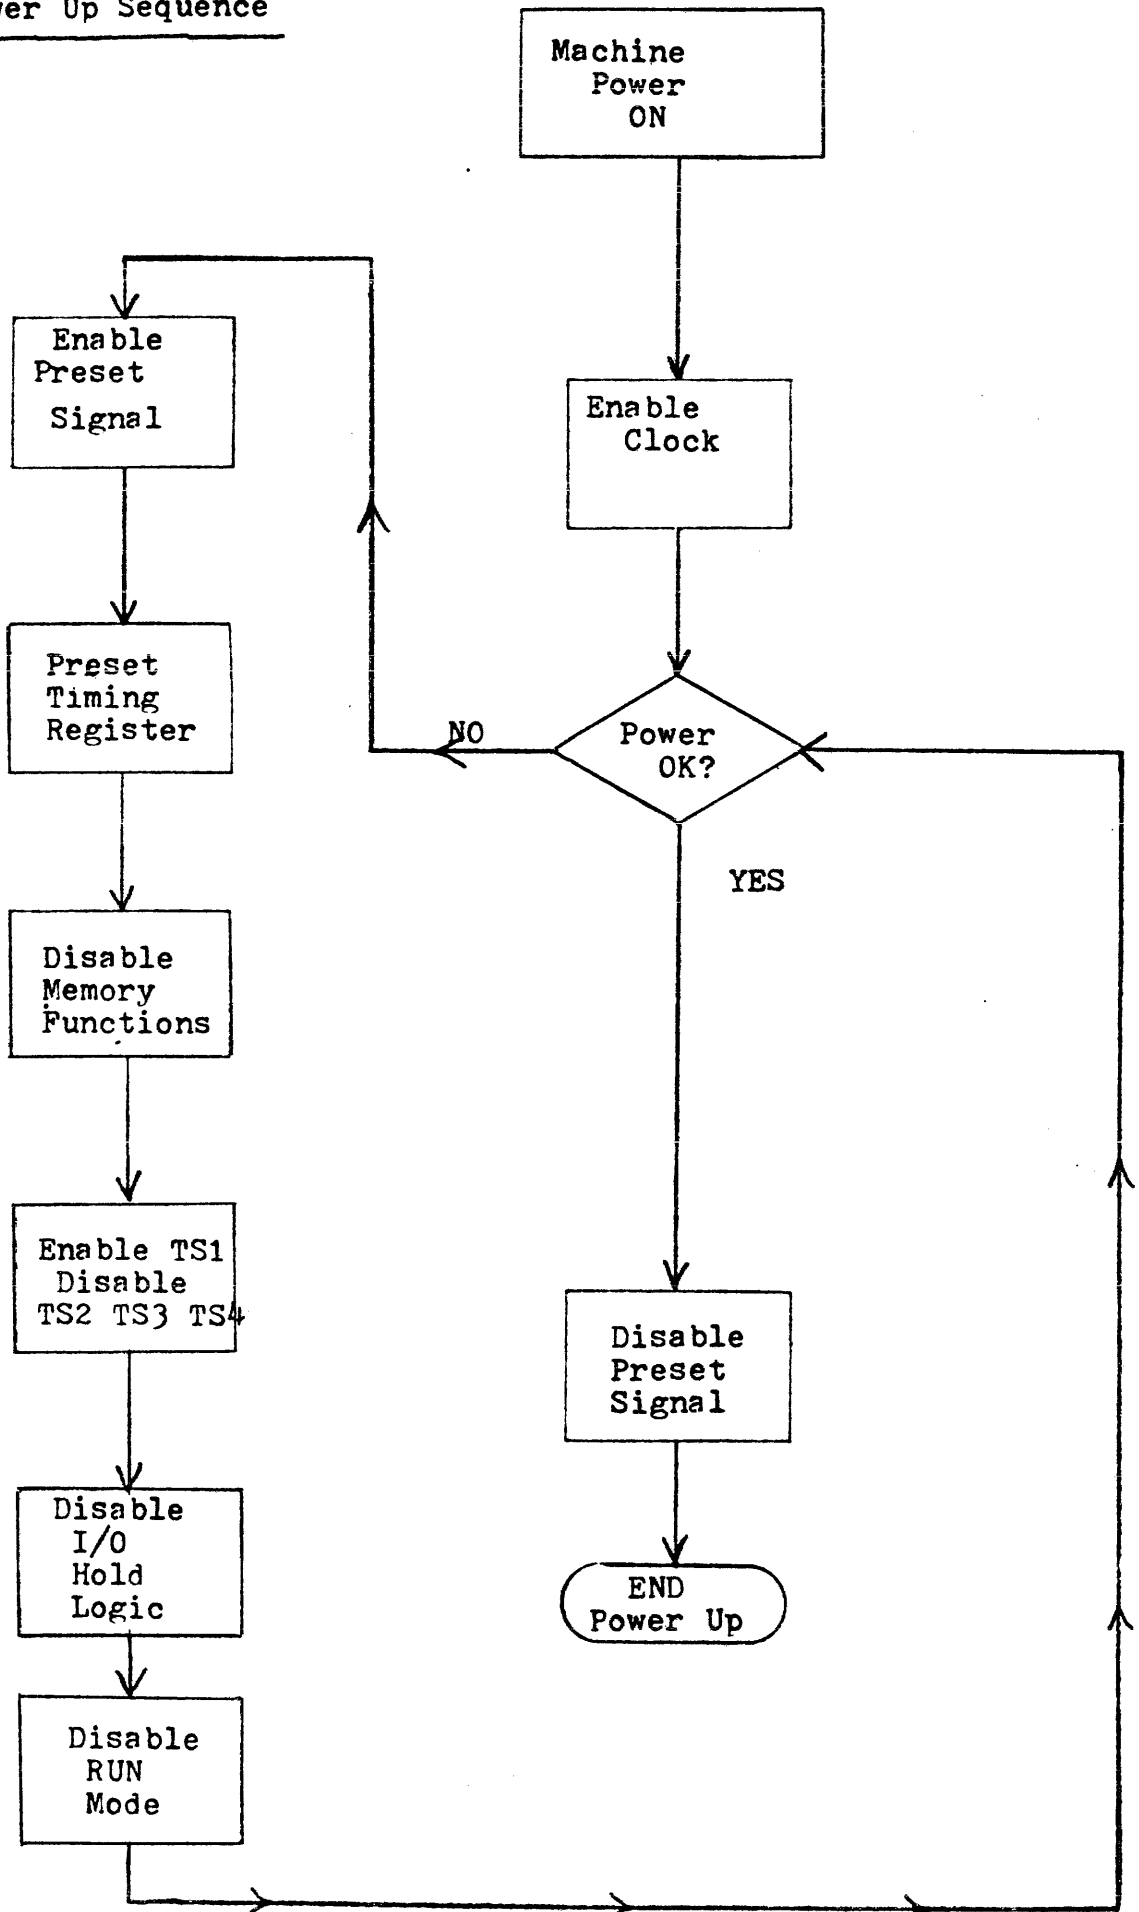 Up Sequence
Machine
Power
ON
Enable
Preset
Signal
Enable
Clock
Preset
Timing
Register
NO
Power
OK?
YES
Disable
Memory
Functions
Enable TS1
Disable
TS2 TS3 TS4
Disable
Preset
Signal
Disable
I/O
Hold
Logic
END
Power Up
Disable
RUN
Mode